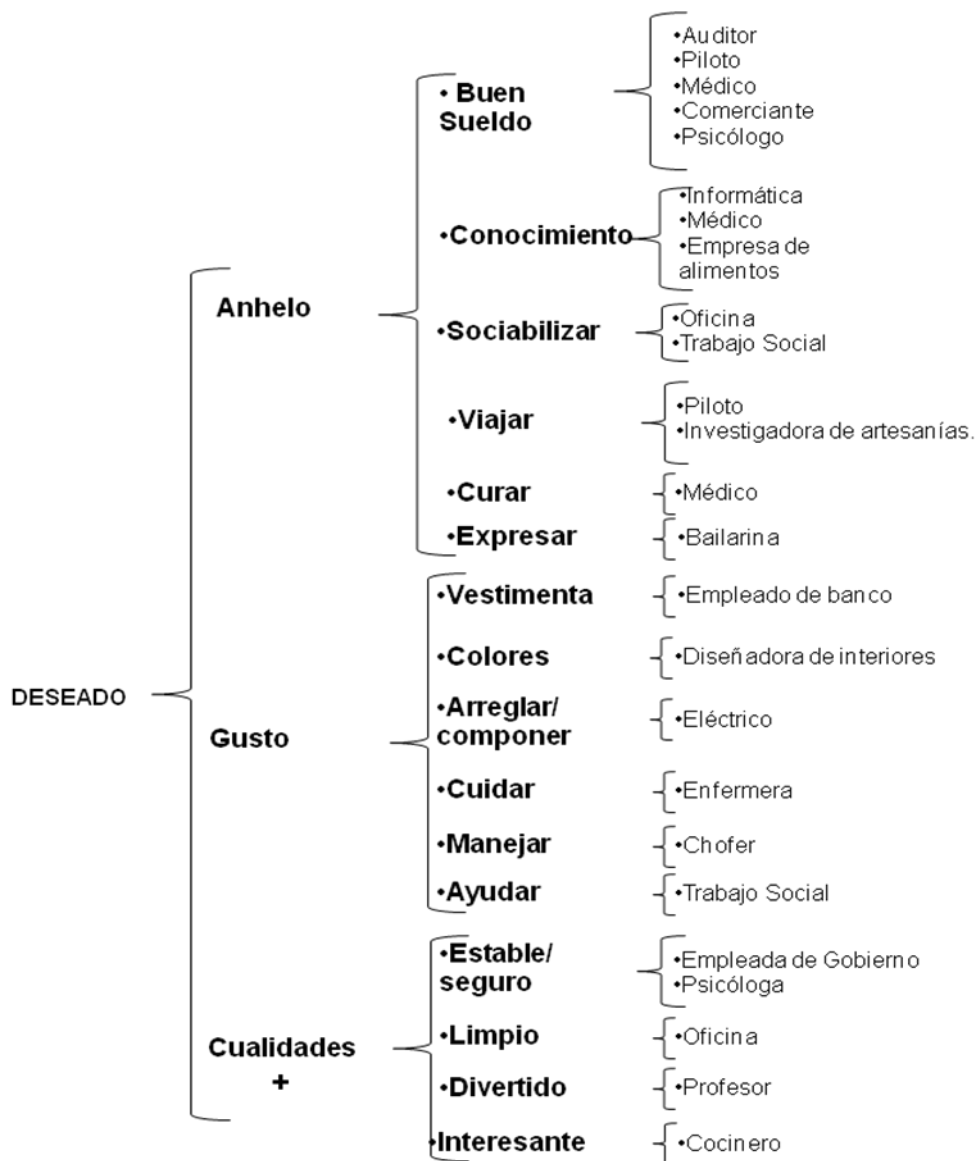 DESEADO
Anhelo
• Buen
Sueldo
•Auditor
•Piloto
•Médico
•Comerciante
•Psicólogo
•Conocimiento
•Informática
•Médico
•Empresa de
alimentos
•Sociabilizar
•Oficina
•Trabajo Social
•Viajar
•Piloto
•Investigadora de artesanías.
•Curar
•Médico
•Expresar
•Bailarina
Gusto
•Vestimenta
•Empleado de banco
•Colores
•Diseñadora de interiores
•Arreglar/
componer
•Eléctrico
•Cuidar
•Enfermera
•Manejar
•Chofer
•Ayudar
•Trabajo Social
Cualidades
+
•Estable/
seguro
•Empleada de Gobierno
•Psicóloga
•Limpio
•Oficina
•Divertido
•Profesor
•Interesante
•Cocinero